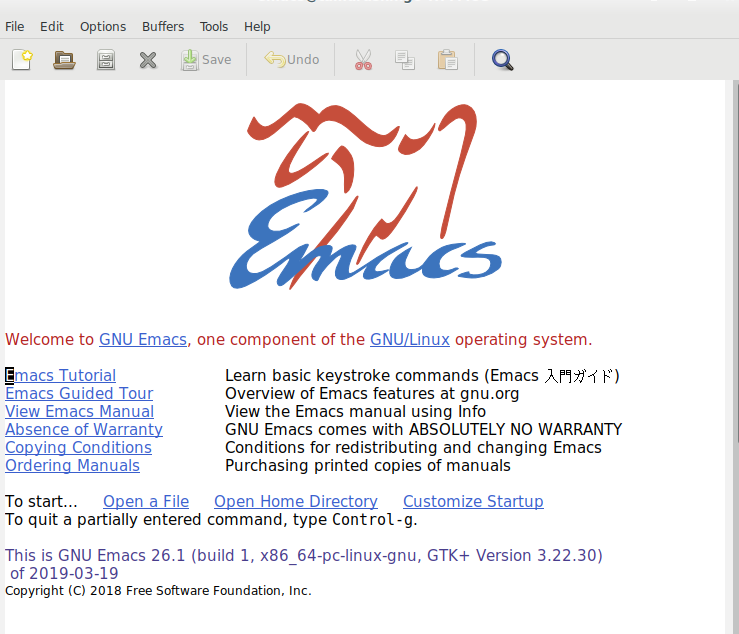 File Edit Options Buffers Tools Help
Save Undo
Emacs
Welcome to GNU Emacs, one component of the GNU/Linux operating system.
Emacs Tutorial Learn basic keystroke commands (Emacs 入門ガイド)
Emacs Guided Tour Overview of Emacs features at gnu.org
View Emacs Manual View the Emacs manual using Info
Absence of Warranty GNU Emacs comes with ABSOLUTELY NO WARRANTY
Copying Conditions Conditions for redistributing and changing Emacs
Ordering Manuals Purchasing printed copies of manuals
To start... Open a File Open Home Directory Customize Startup
To quit a partially entered command, type Control-g.
This is GNU Emacs 26.1 (build 1, x86_64-pc-linux-gnu, GTK+ Version 3.22.30)
of 2019-03-19
Copyright (C) 2018 Free Software Foundation, Inc.